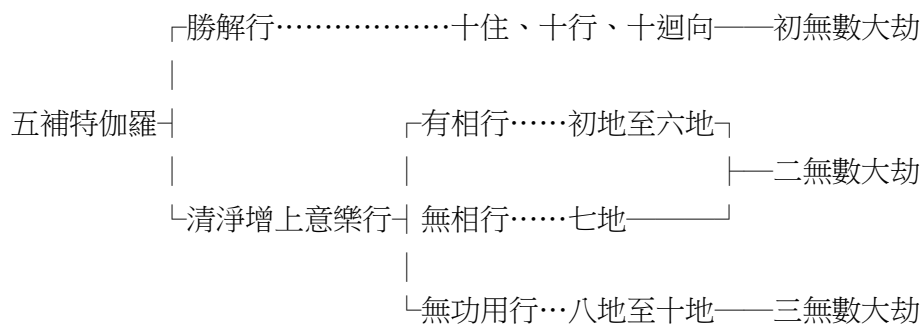 ┌勝解行………………十住、十行、十迴向——初無數大劫
五補特伽羅┤ ┌有相行……初地至六地┐
├—二無數大劫
└清淨增上意樂行┤無相行……七地———┘
└無功用行…八地至十地——三無數大劫